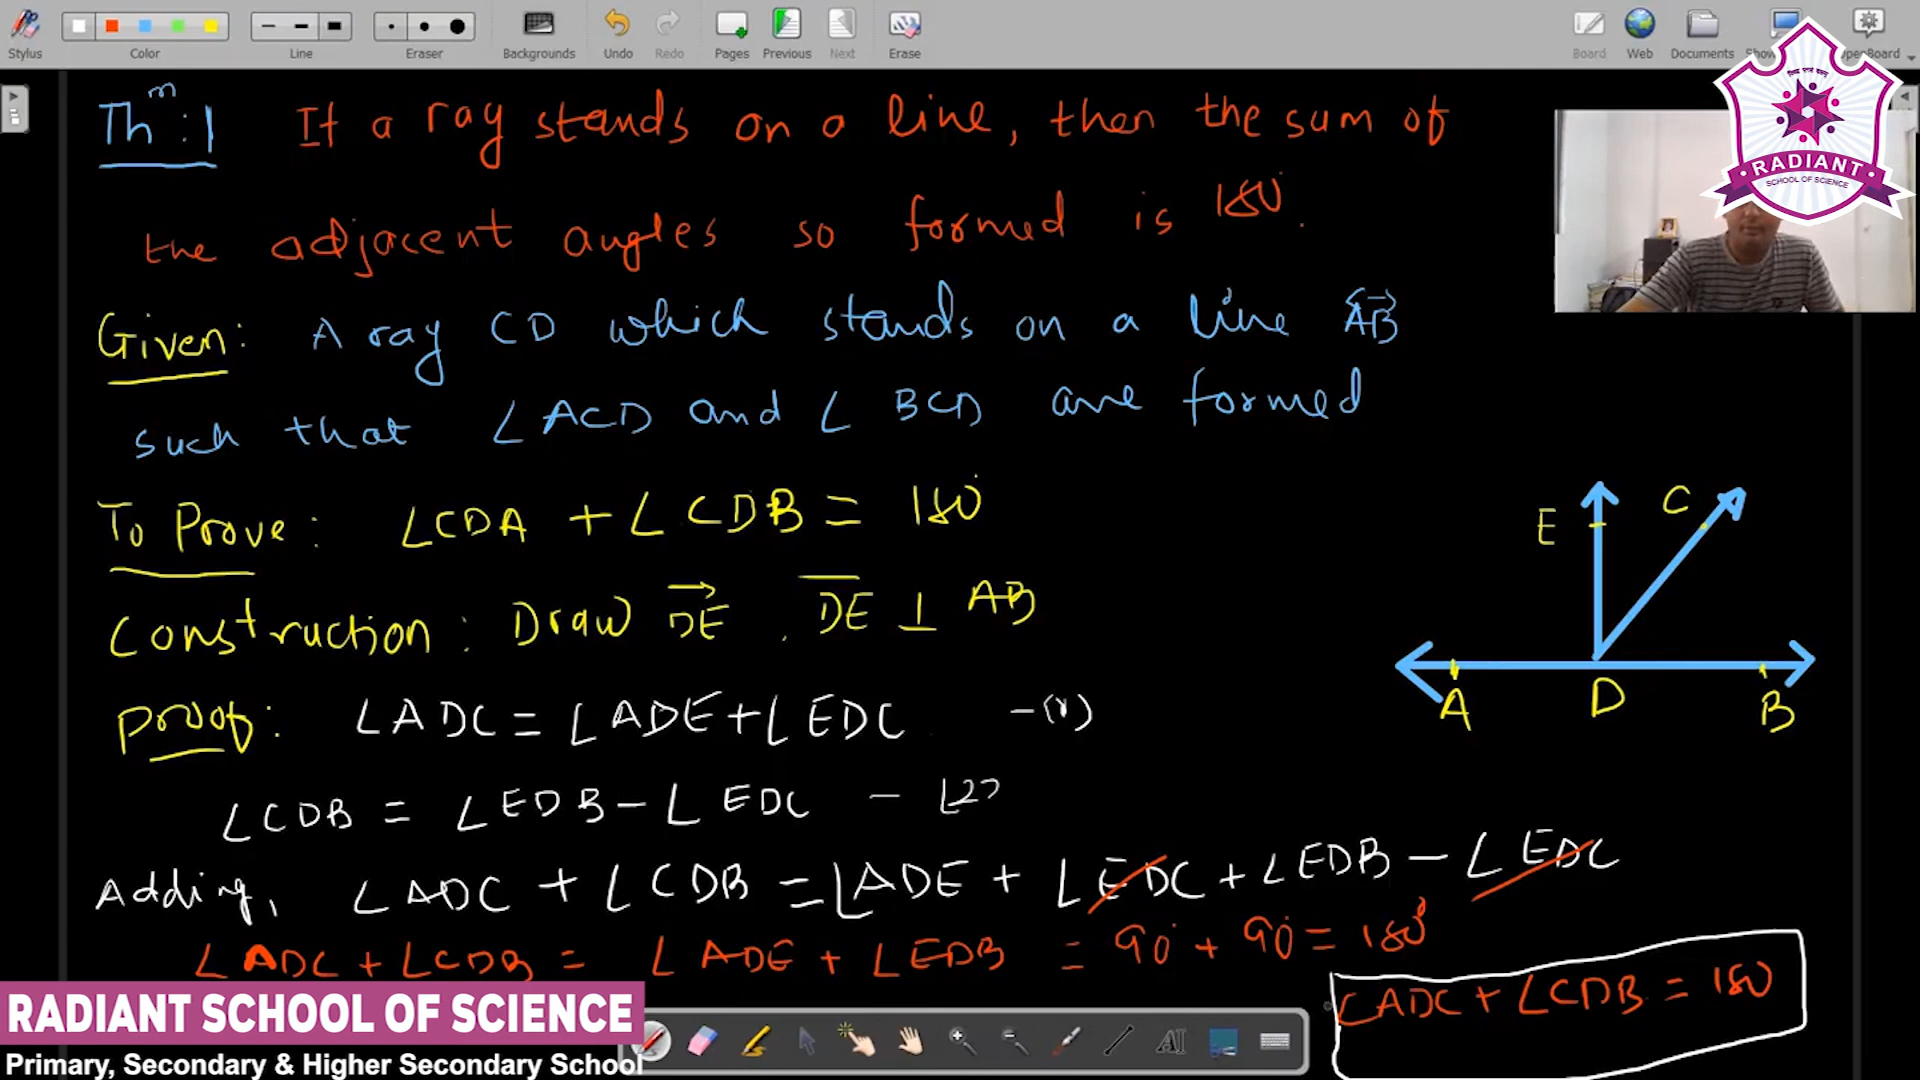 Stylus Color Line Eraser Backgrounds Undo Redo Pages Previous Next Erase Board Web Documents
RADIANT
SCHOOL OF SCIENCE
Thm : 1 If a ray stands on a line, then the sum of
the adjacent angles so formed is 180°.
Given: A ray CD which stands on a line AB
such that ∠ACD and ∠BCD are formed
To Prove: ∠CDA + ∠CDB = 180°
Construction: Draw DE, DE ⊥ AB
E C
A D B
Proof: ∠ADC = ∠ADE + ∠EDC -(1)
∠CDB = ∠EDB - ∠EDC - (2)
Adding, ∠ADC + ∠CDB = ∠ADE + ∠EDC + ∠EDB - ∠EDC
∠ADC + ∠CDB = ∠ADE + ∠EDB = 90° + 90° = 180°
∠ADC + ∠CDB = 180
RADIANT SCHOOL OF SCIENCE
Primary, Secondary & Higher Secondary School